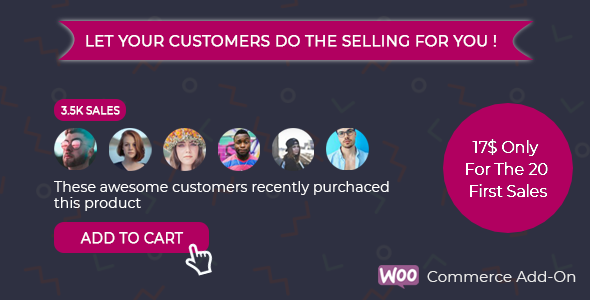 LET YOUR CUSTOMERS DO THE SELLING FOR YOU !
3.5K SALES
These awesome customers recently purchaced
this product
ADD TO CART
17$ Only
For The 20
First Sales
WOO Commerce Add-On